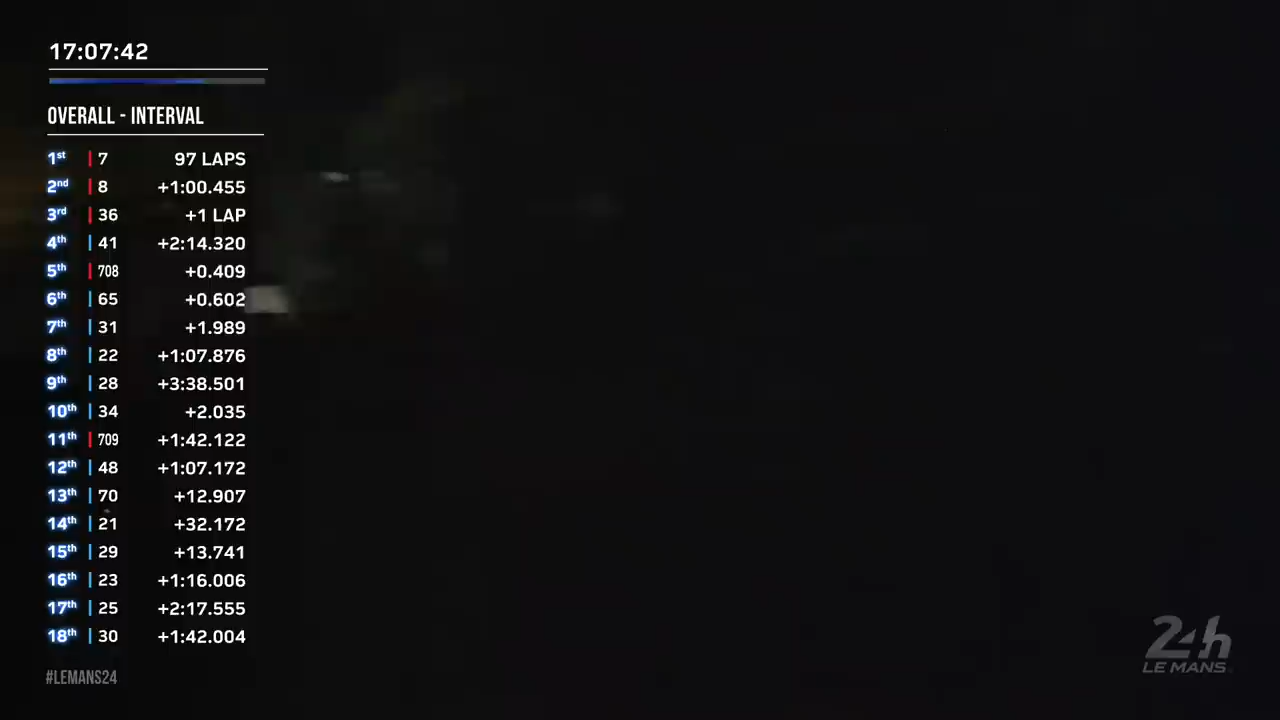 17:07:42
OVERALL - INTERVAL
1st 7 97 LAPS
2nd 8 +1:00.455
3rd 36 +1 LAP
4th 41 +2:14.320
5th 708 +0.409
6th 65 +0.602
7th 31 +1.989
8th 22 +1:07.876
9th 28 +3:38.501
10th 34 +2.035
11th 709 +1:42.122
12th 48 +1:07.172
13th 70 +12.907
14th 21 +32.172
15th 29 +13.741
16th 23 +1:16.006
17th 25 +2:17.555
18th 30 +1:42.004
#LEMANS24
24h
LE MANS